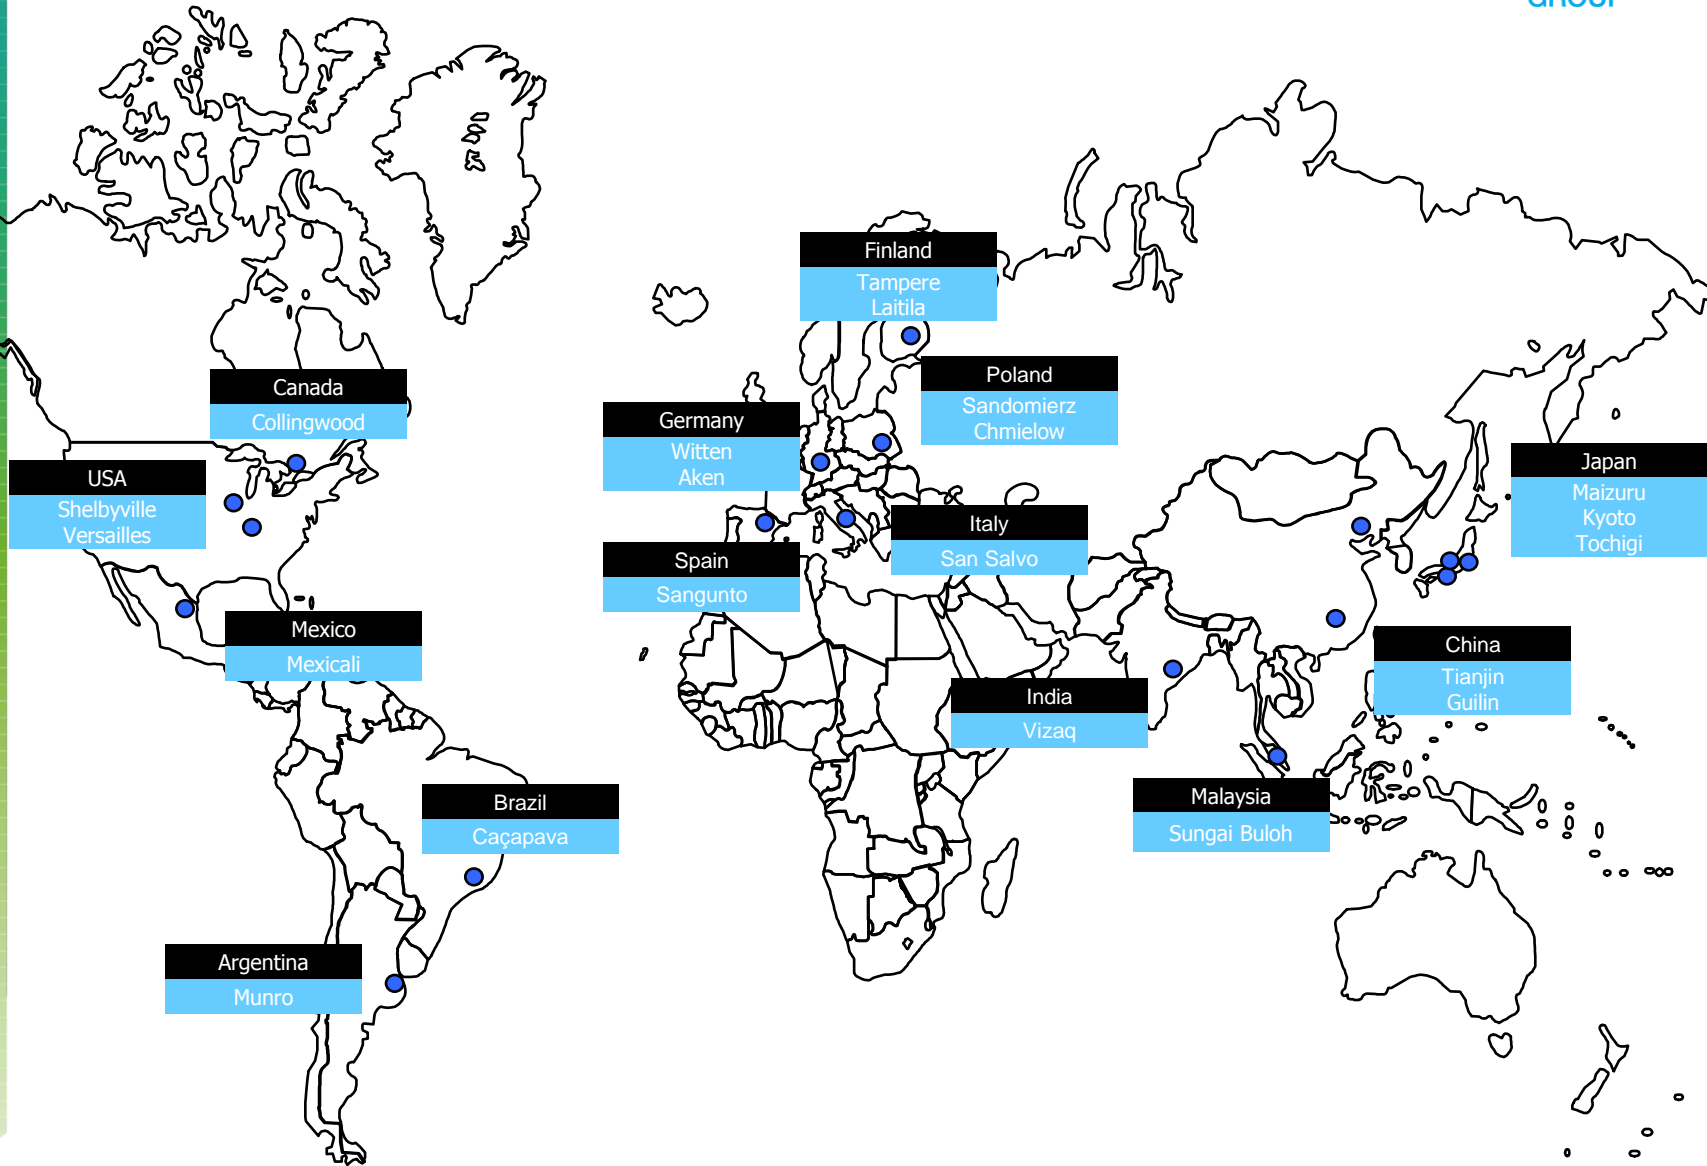 GROUP
Finland
Tampere
Laitila
Poland
Sandomierz
Chmielow
Canada
Collingwood
Germany
Witten
Aken
Japan
Maizuru
Kyoto
Tochigi
USA
Shelbyville
Versailles
Italy
San Salvo
Spain
Sangunto
Mexico
Mexicali
China
Tianjin
Guilin
India
Vizaq
Malaysia
Sungai Buloh
Brazil
Caçapava
Argentina
Munro